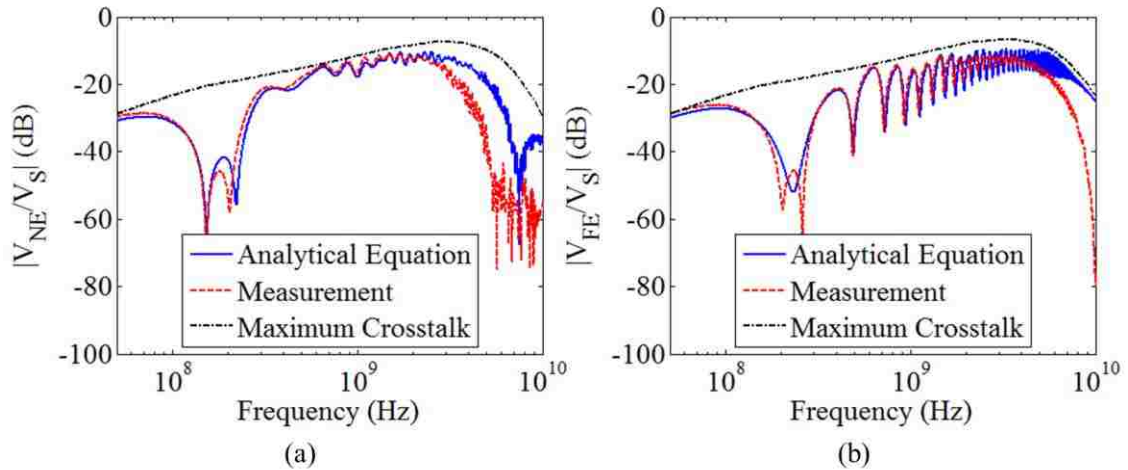 0
-20
-40
-60
-80
-100
|V_NE/V_S| (dB)
Analytical Equation
Measurement
Maximum Crosstalk
10^8
10^9
10^10
Frequency (Hz)
(a)
0
-20
-40
-60
-80
-100
|V_FE/V_S| (dB)
Analytical Equation
Measurement
Maximum Crosstalk
10^8
10^9
10^10
Frequency (Hz)
(b)